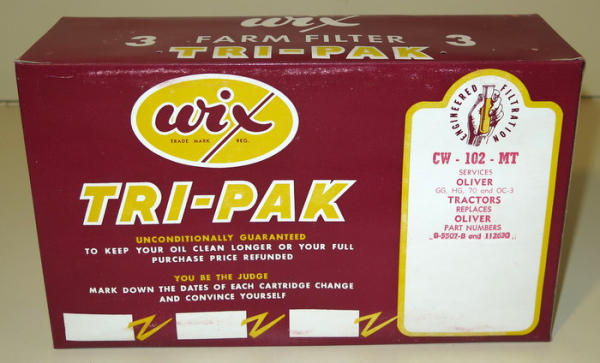 wix
3 FARM FILTER 3
TRI-PAK
wix
TRADE MARK REG.
TRI-PAK
UNCONDITIONALLY GUARANTEED
TO KEEP YOUR OIL CLEAN LONGER OR YOUR FULL
PURCHASE PRICE REFUNDED
YOU BE THE JUDGE
MARK DOWN THE DATES OF EACH CARTRIDGE CHANGE
AND CONVINCE YOURSELF
ENGINEERED FILTRATION
CW - 102 - MT
SERVICES
OLIVER
GG, HG, 70 and OC-3
TRACTORS
REPLACES
OLIVER
PART NUMBERS
and